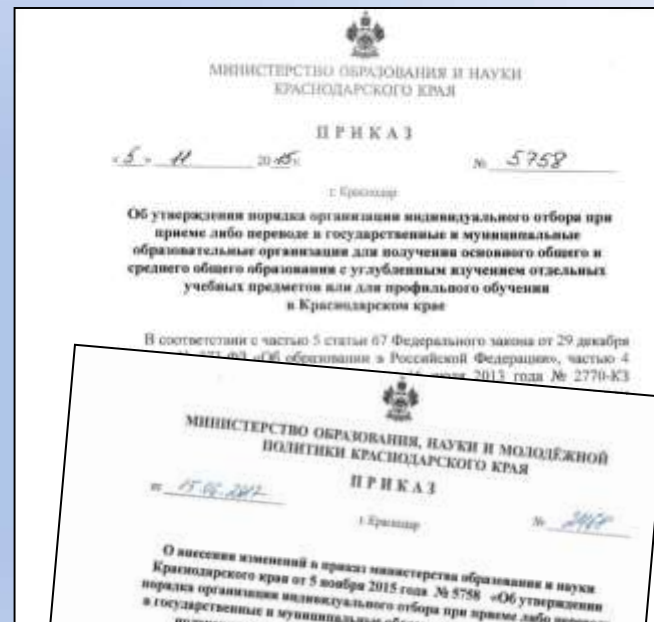 МИНИСТЕРСТВО ОБРАЗОВАНИЯ И НАУКИ
КРАСНОДАРСКОГО КРАЯ
ПРИКАЗ
« 5 » 11 20 15 г. № 5758
г. Краснодар
Об утверждении порядка организации индивидуального отбора при
приеме либо переводе в государственные и муниципальные
образовательные организации для получения основного общего и
среднего общего образования с углубленным изучением отдельных
учебных предметов или для профильного обучения
в Краснодарском крае
В соответствии с частью 5 статьи 67 Федерального закона от 29 декабря
273-ФЗ «Об образовании в Российской Федерации», частью 4
2013 года № 2770-КЗ
МИНИСТЕРСТВО ОБРАЗОВАНИЯ, НАУКИ И МОЛОДЁЖНОЙ
ПОЛИТИКИ КРАСНОДАРСКОГО КРАЯ
ПРИКАЗ
от 15.06.2017 №
г. Краснодар
О внесении изменений в приказ министерства образования и науки
Краснодарского края от 5 ноября 2015 года № 5758 «Об утверждении
порядка организации индивидуального отбора при приеме либо
в государственные и муниципальные